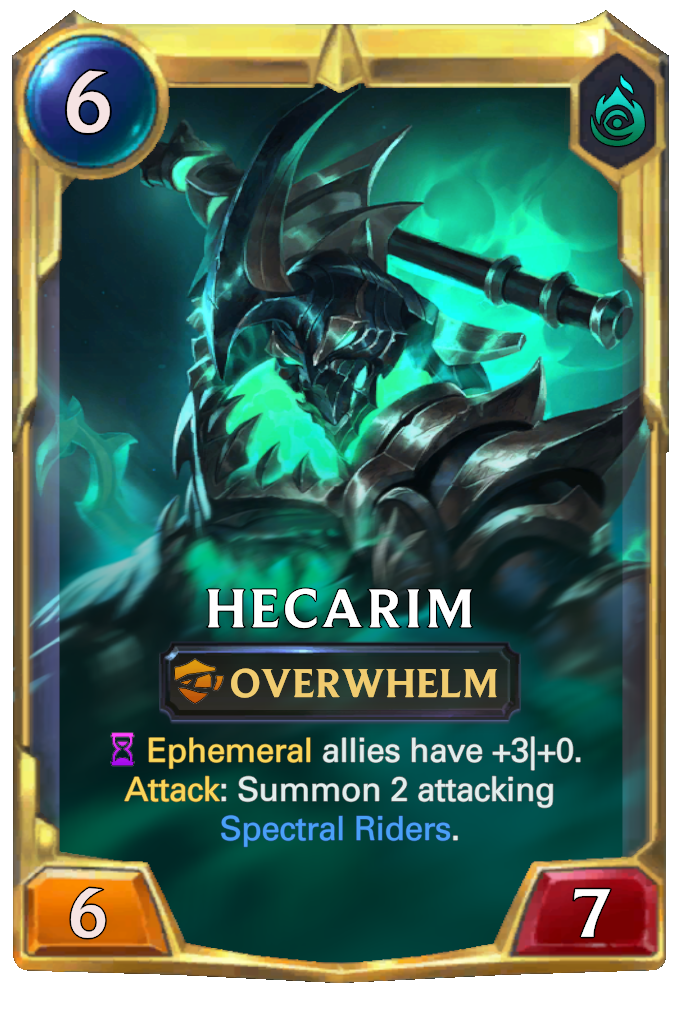 6
HECARIM
OVERWHELM
Ephemeral allies have +3|+0.
Attack: Summon 2 attacking
Spectral Riders.
6
7